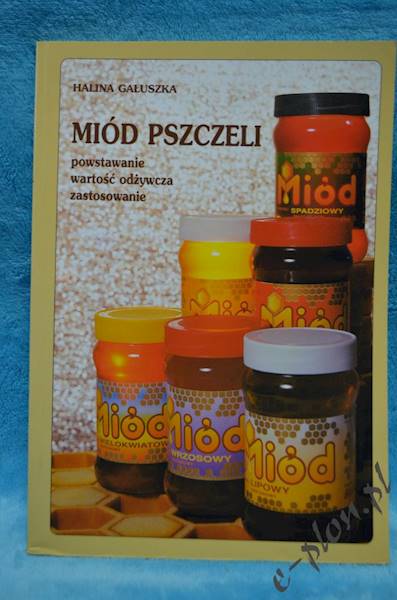 HALINA GAŁUSZKA
MIÓD PSZCZELI
powstawanie
wartość odżywcza
zastosowanie
Miód
SPADZIOWY
Miód
Miód
Miód
WIELOKWIATOWY
Miód
WRZOSOWY
Miód
LIPOWY
e-plon.pl